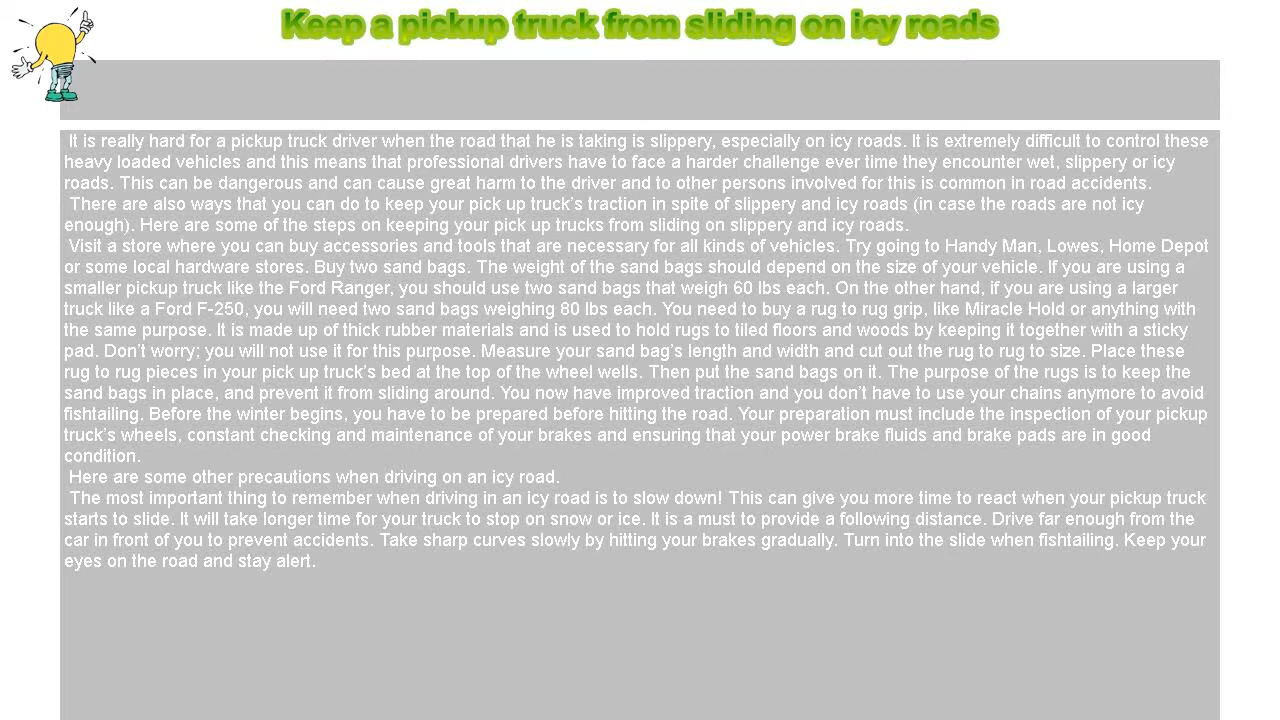 Keep a pickup truck from sliding on icy roads
It is really hard for a pickup truck driver when the road that he is taking is slippery, especially on icy roads. It is extremely difficult to control these
heavy loaded vehicles and this means that professional drivers have to face a harder challenge ever time they encounter wet, slippery or icy
roads. This can be dangerous and can cause great harm to the driver and to other persons involved for this is common in road accidents.
There are also ways that you can do to keep your pick up truck's traction in spite of slippery and icy roads (in case the roads are not icy
enough). Here are some of the steps on keeping your pick up trucks from sliding on slippery and icy roads.
Visit a store where you can buy accessories and tools that are necessary for all kinds of vehicles. Try going to Handy Man, Lowes, Home Depot
or some local hardware stores. Buy two sand bags. The weight of the sand bags should depend on the size of your vehicle. If you are using a
smaller pickup truck like the Ford Ranger, you should use two sand bags that weigh 60 lbs each. On the other hand, if you are using a larger
truck like a Ford F-250, you will need two sand bags weighing 80 lbs each. You need to buy a rug to rug grip, like Miracle Hold or anything with
the same purpose. It is made up of thick rubber materials and is used to hold rugs to tiled floors and woods by keeping it together with a sticky
pad. Don't worry; you will not use it for this purpose. Measure your sand bag's length and width and cut out the rug to rug to size. Place these
rug to rug pieces in your pick up truck's bed at the top of the wheel wells. Then put the sand bags on it. The purpose of the rugs is to keep the
sand bags in place, and prevent it from sliding around. You now have improved traction and you don't have to use your chains anymore to avoid
fishtailing. Before the winter begins, you have to be prepared before hitting the road. Your preparation must include the inspection of your pickup
truck's wheels, constant checking and maintenance of your brakes and ensuring that your power brake fluids and brake pads are in good
condition.
Here are some other precautions when driving on an icy road.
The most important thing to remember when driving in an icy road is to slow down! This can give you more time to react when your pickup truck
starts to slide. It will take longer time for your truck to stop on snow or ice. It is a must to provide a following distance. Drive far enough from the
car in front of you to prevent accidents. Take sharp curves slowly by hitting your brakes gradually. Turn into the slide when fishtailing. Keep your
eyes on the road and stay alert.